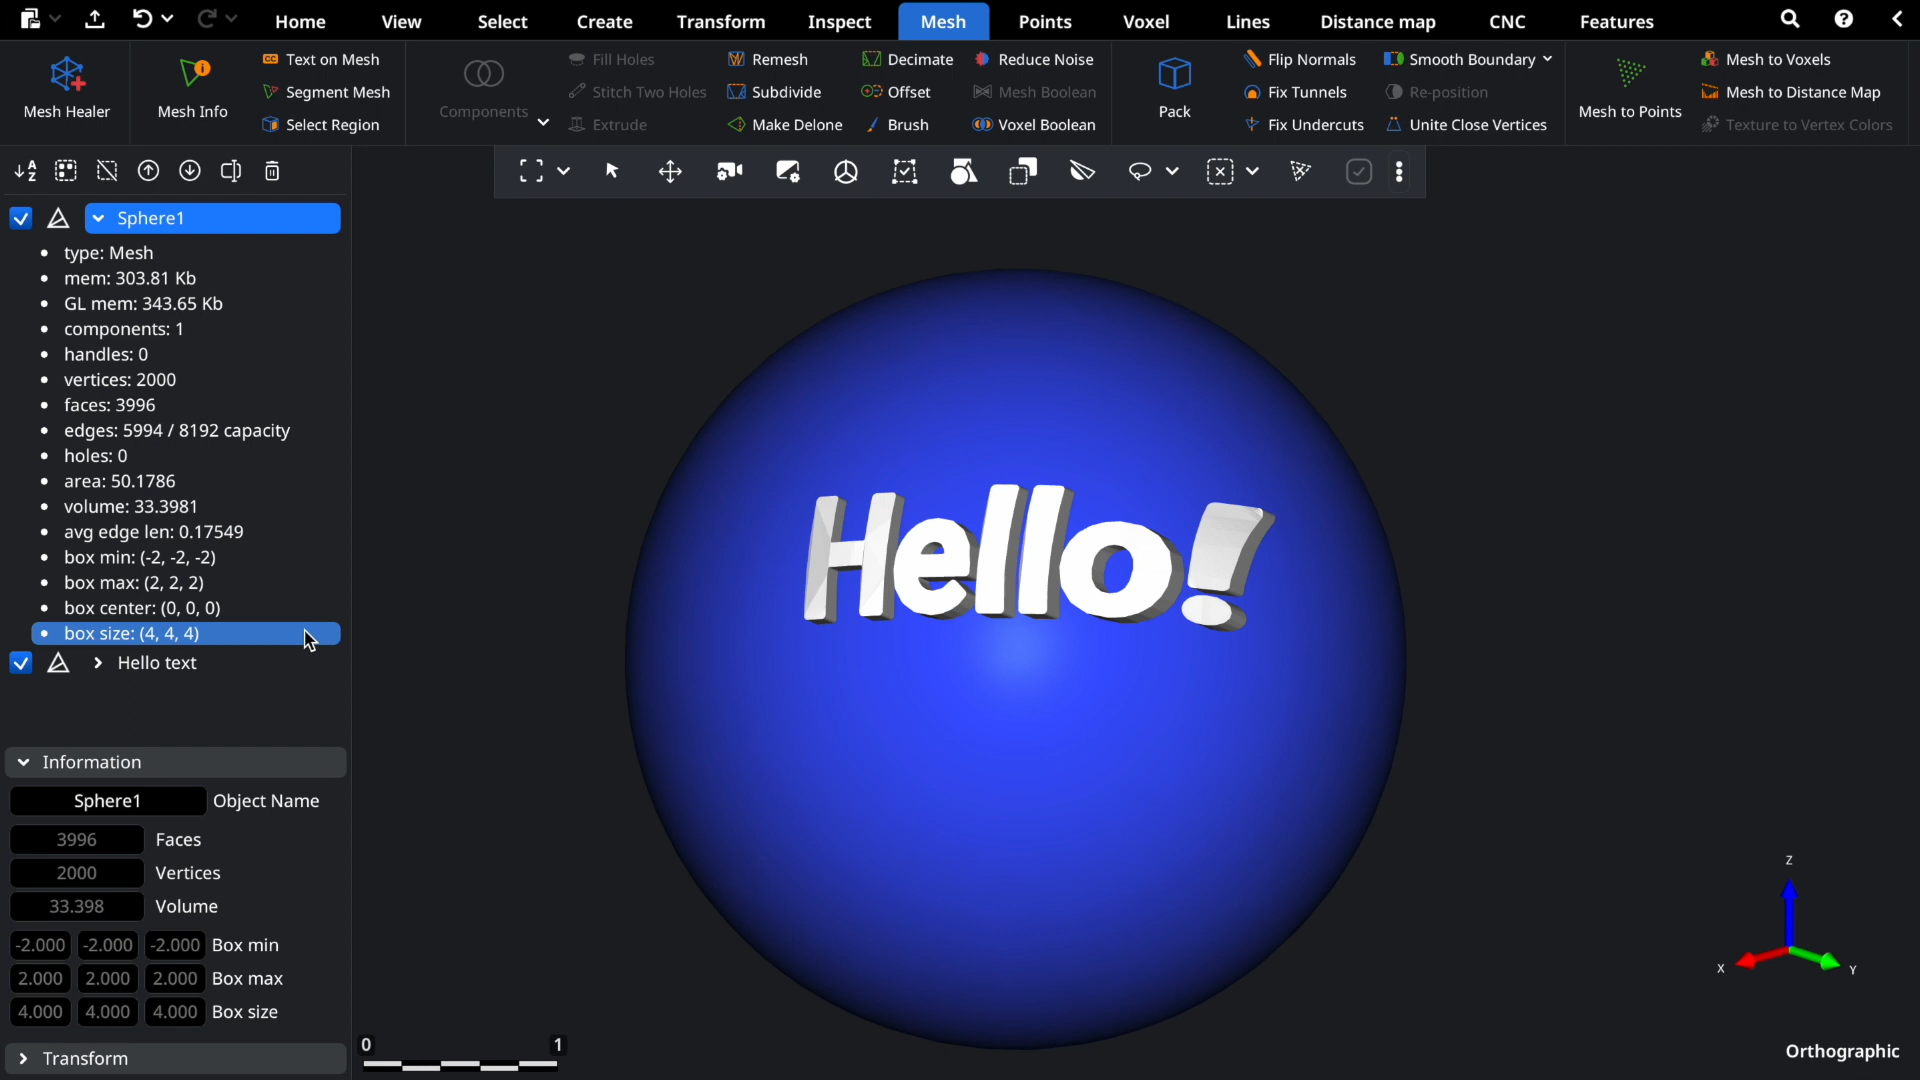 Home View Select Create Transform Inspect Mesh Points Voxel Lines Distance map CNC Features
Mesh Healer
Mesh Info
Text on Mesh
Segment Mesh
Select Region
Components
Fill Holes
Stitch Two Holes
Extrude
Remesh
Subdivide
Make Delone
Decimate
Offset
Brush
Reduce Noise
Mesh Boolean
Voxel Boolean
Pack
Flip Normals
Fix Tunnels
Fix Undercuts
Smooth Boundary
Re-position
Unite Close Vertices
Mesh to Points
Mesh to Voxels
Mesh to Distance Map
Texture to Vertex Colors
Sphere1
type: Mesh
mem: 303.81 Kb
GL mem: 343.65 Kb
components: 1
handles: 0
vertices: 2000
faces: 3996
edges: 5994 / 8192 capacity
holes: 0
area: 50.1786
volume: 33.3981
avg edge len: 0.17549
box min: (-2, -2, -2)
box max: (2, 2, 2)
box center: (0, 0, 0)
box size: (4, 4, 4)
Hello text
Information
Sphere1 Object Name
3996 Faces
2000 Vertices
33.398 Volume
-2.000 -2.000 -2.000 Box min
2.000 2.000 2.000 Box max
4.000 4.000 4.000 Box size
Transform
Hello!
0 1
Z
X Y
Orthographic